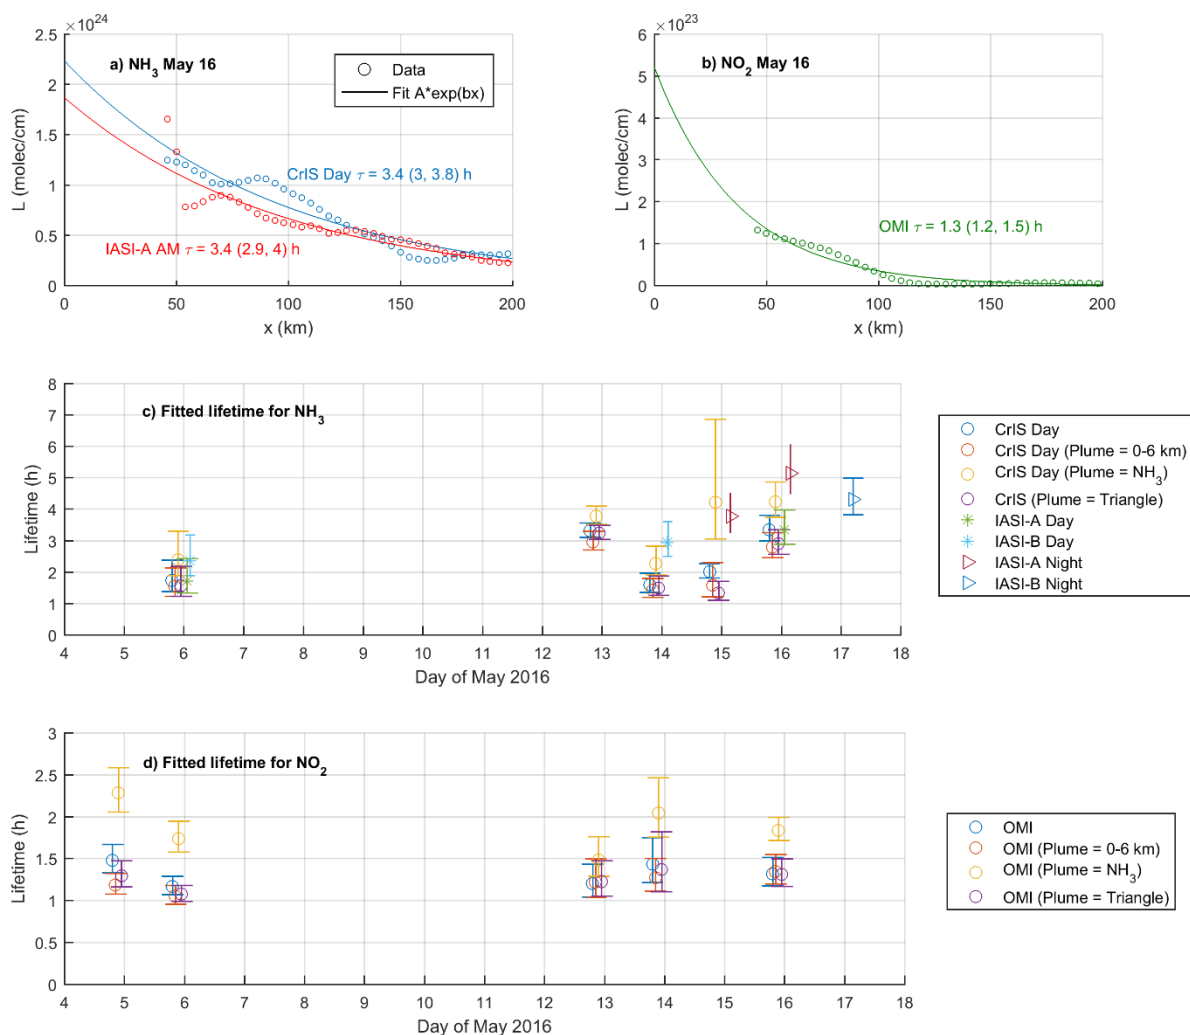 ×10²⁴
2.5
2
1.5
1
0.5
0
L (molec/cm)
a) NH₃ May 16
Data
Fit A*exp(bx)
CrIS Day τ = 3.4 (3, 3.8) h
IASI-A AM τ = 3.4 (2.9, 4) h
0 50 100 150 200
x (km)
×10²³
6
5
4
3
2
1
0
L (molec/cm)
b) NO₂ May 16
OMI τ = 1.3 (1.2, 1.5) h
0 50 100 150 200
x (km)
8
7
6
5
4
3
2
1
0
Lifetime (h)
c) Fitted lifetime for NH₃
4 5 6 7 8 9 10 11 12 13 14 15 16 17 18
Day of May 2016
CrIS Day
CrIS Day (Plume = 0-6 km)
CrIS Day (Plume = NH₃)
CrIS (Plume = Triangle)
IASI-A Day
IASI-B Day
IASI-A Night
IASI-B Night
3
2.5
2
1.5
1
0.5
0
Lifetime (h)
d) Fitted lifetime for NO₂
4 5 6 7 8 9 10 11 12 13 14 15 16 17 18
Day of May 2016
OMI
OMI (Plume = 0-6 km)
OMI (Plume = NH₃)
OMI (Plume = Triangle)